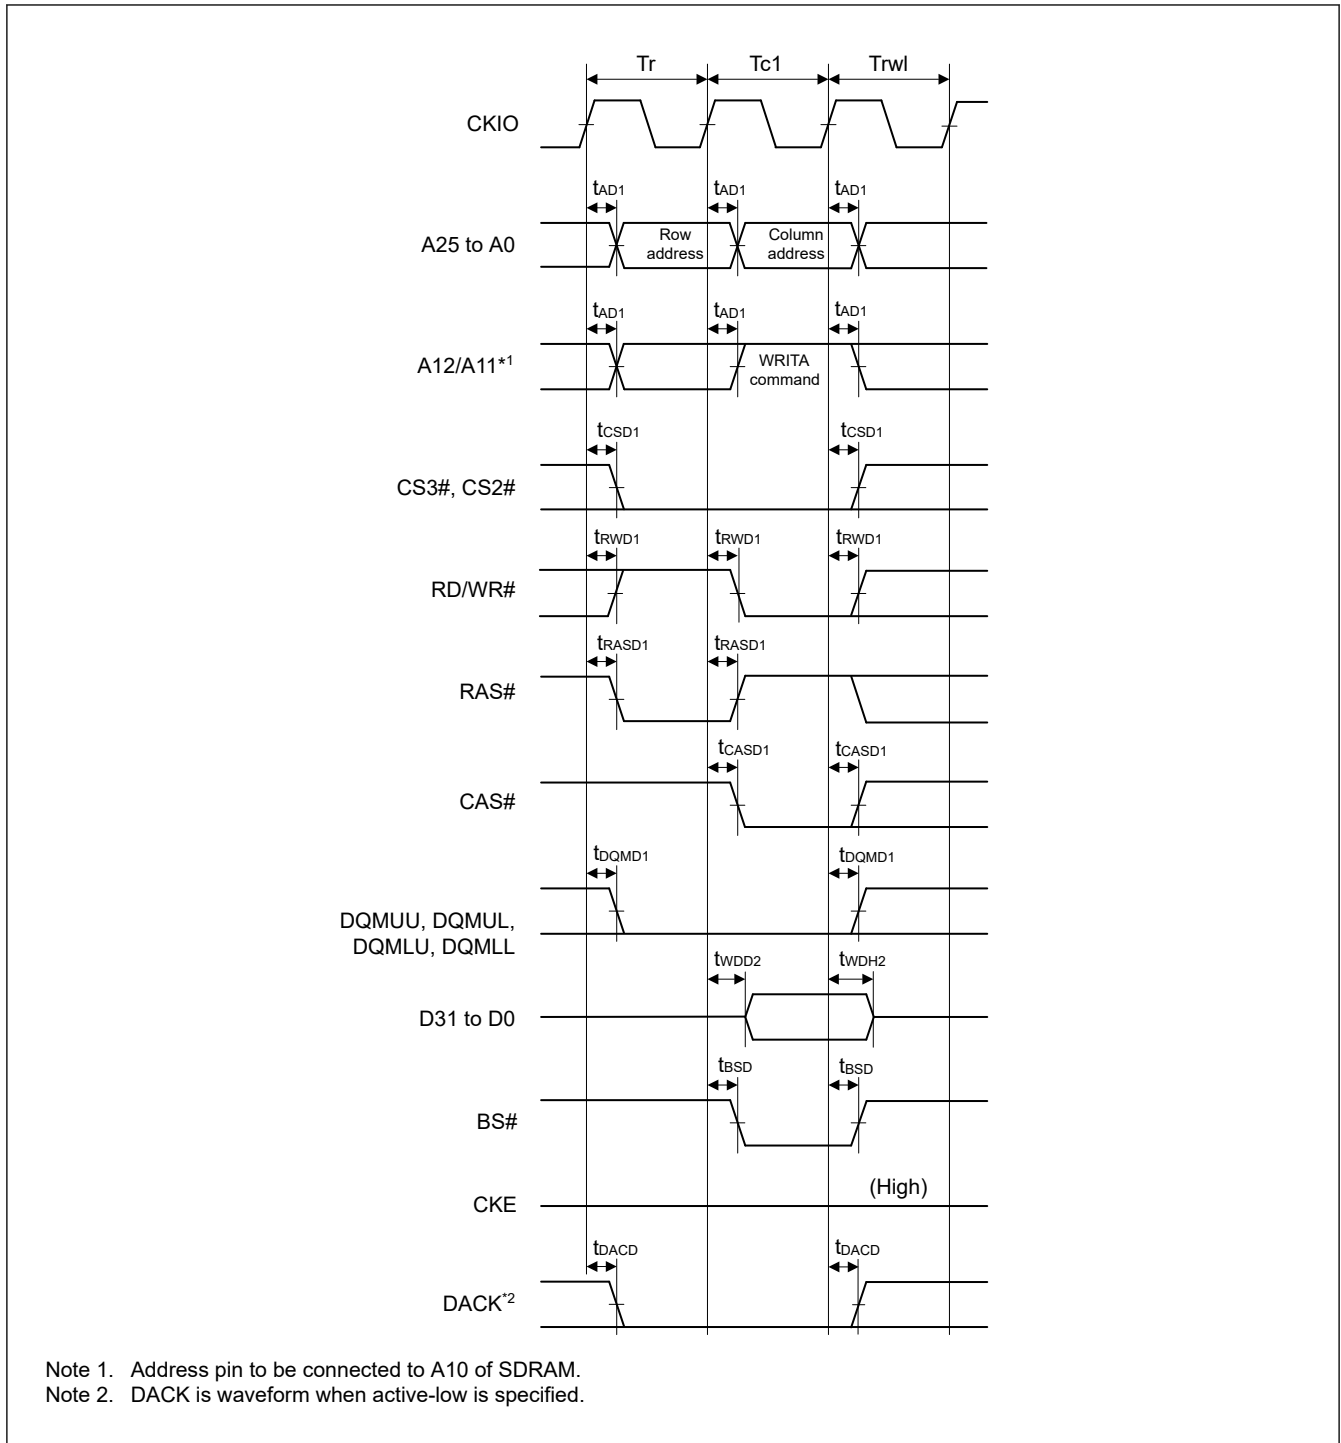 Tr Tc1 Trwl
CKIO
tAD1 tAD1 tAD1
A25 to A0
Row
address
Column
address
tAD1 tAD1 tAD1
A12/A11*1
WRITA
command
tCSD1 tCSD1
CS3#, CS2#
tRWD1 tRWD1 tRWD1
RD/WR#
tRASD1 tRASD1
RAS#
tCASD1 tCASD1
CAS#
tDQMD1 tDQMD1
DQMUU, DQMUL,
DQMLU, DQMLL
tWDD2 tWDH2
D31 to D0
tBSD tBSD
BS#
(High)
CKE
tDACD tDACD
DACK*2
Note 1. Address pin to be connected to A10 of SDRAM.
Note 2. DACK is waveform when active-low is specified.